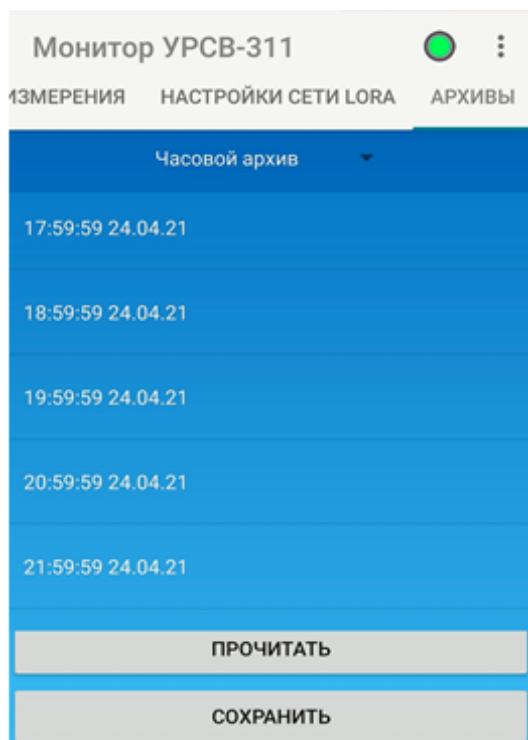 Монитор УРСВ-311
ИЗМЕРЕНИЯ НАСТРОЙКИ СЕТИ LORA АРХИВЫ
Часовой архив
17:59:59 24.04.21
18:59:59 24.04.21
19:59:59 24.04.21
20:59:59 24.04.21
21:59:59 24.04.21
ПРОЧИТАТЬ
СОХРАНИТЬ